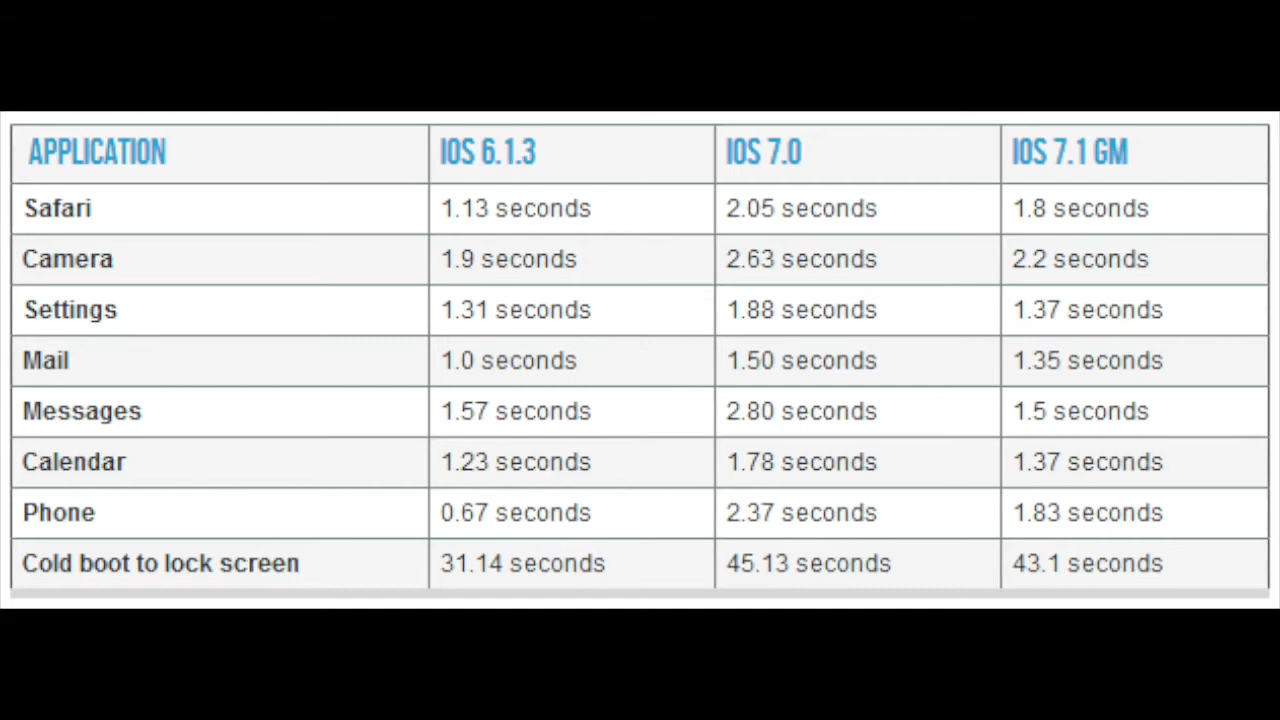 APPLICATION IOS 6.1.3 IOS 7.0 IOS 7.1 GM
Safari 1.13 seconds 2.05 seconds 1.8 seconds
Camera 1.9 seconds 2.63 seconds 2.2 seconds
Settings 1.31 seconds 1.88 seconds 1.37 seconds
Mail 1.0 seconds 1.50 seconds 1.35 seconds
Messages 1.57 seconds 2.80 seconds 1.5 seconds
Calendar 1.23 seconds 1.78 seconds 1.37 seconds
Phone 0.67 seconds 2.37 seconds 1.83 seconds
Cold boot to lock screen 31.14 seconds 45.13 seconds 43.1 seconds